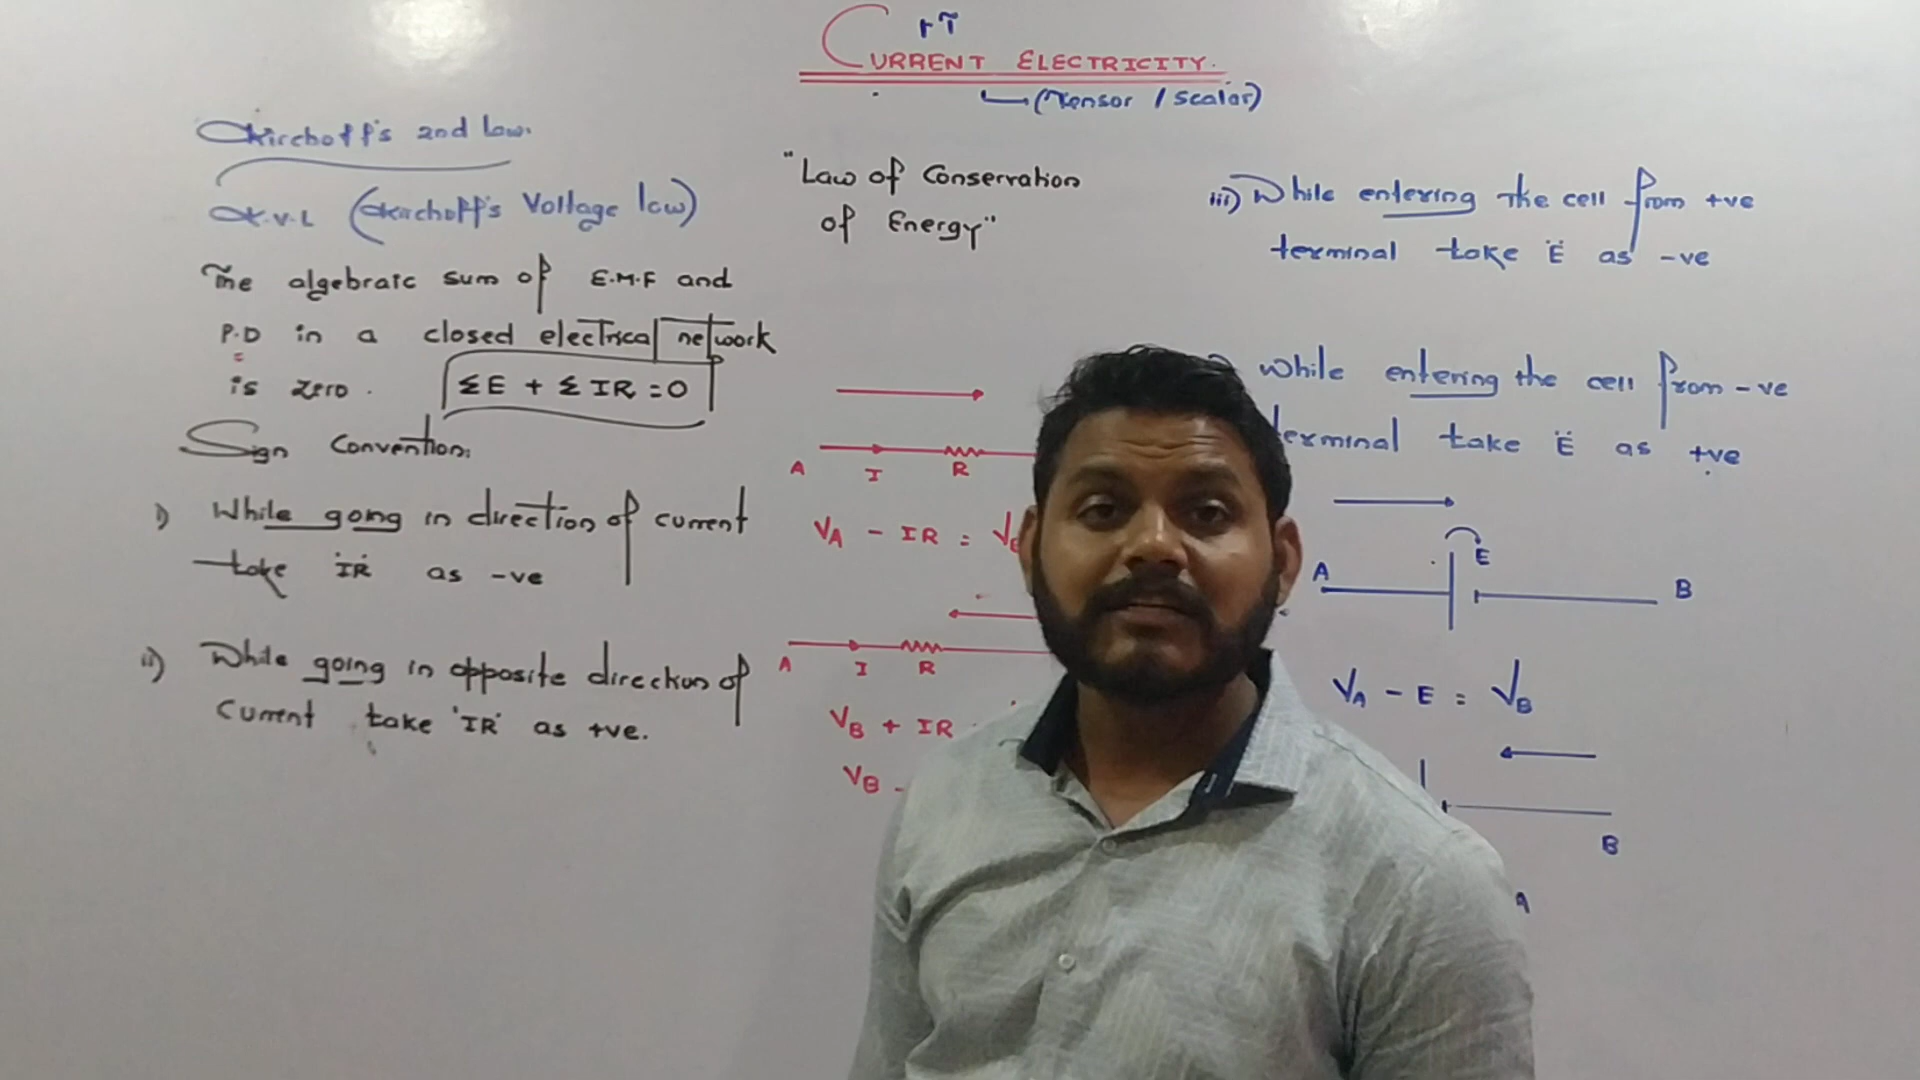 rT
CURRENT ELECTRICITY.
(Tensor / scalar)
Kirchoff's 2nd Law.
K.V.L (Kirchoff's Voltage law)
The algebraic sum of E.M.F and
P.D in a closed electrical network
is zero.
ΣE + ΣIR = 0
Sign Convention:
i) While going in direction of current
take 'IR' as -ve
ii) While going in opposite direction of
Current take 'IR' as +ve.
"Law of Conservation
of Energy"
A I R
VA - IR =
A I R
VB + IR
VB -
iii) While entering the cell from +ve
terminal take 'E' as -ve
While entering the cell from -ve
terminal take 'E' as +ve
A E B
VA - E = VB
B
A